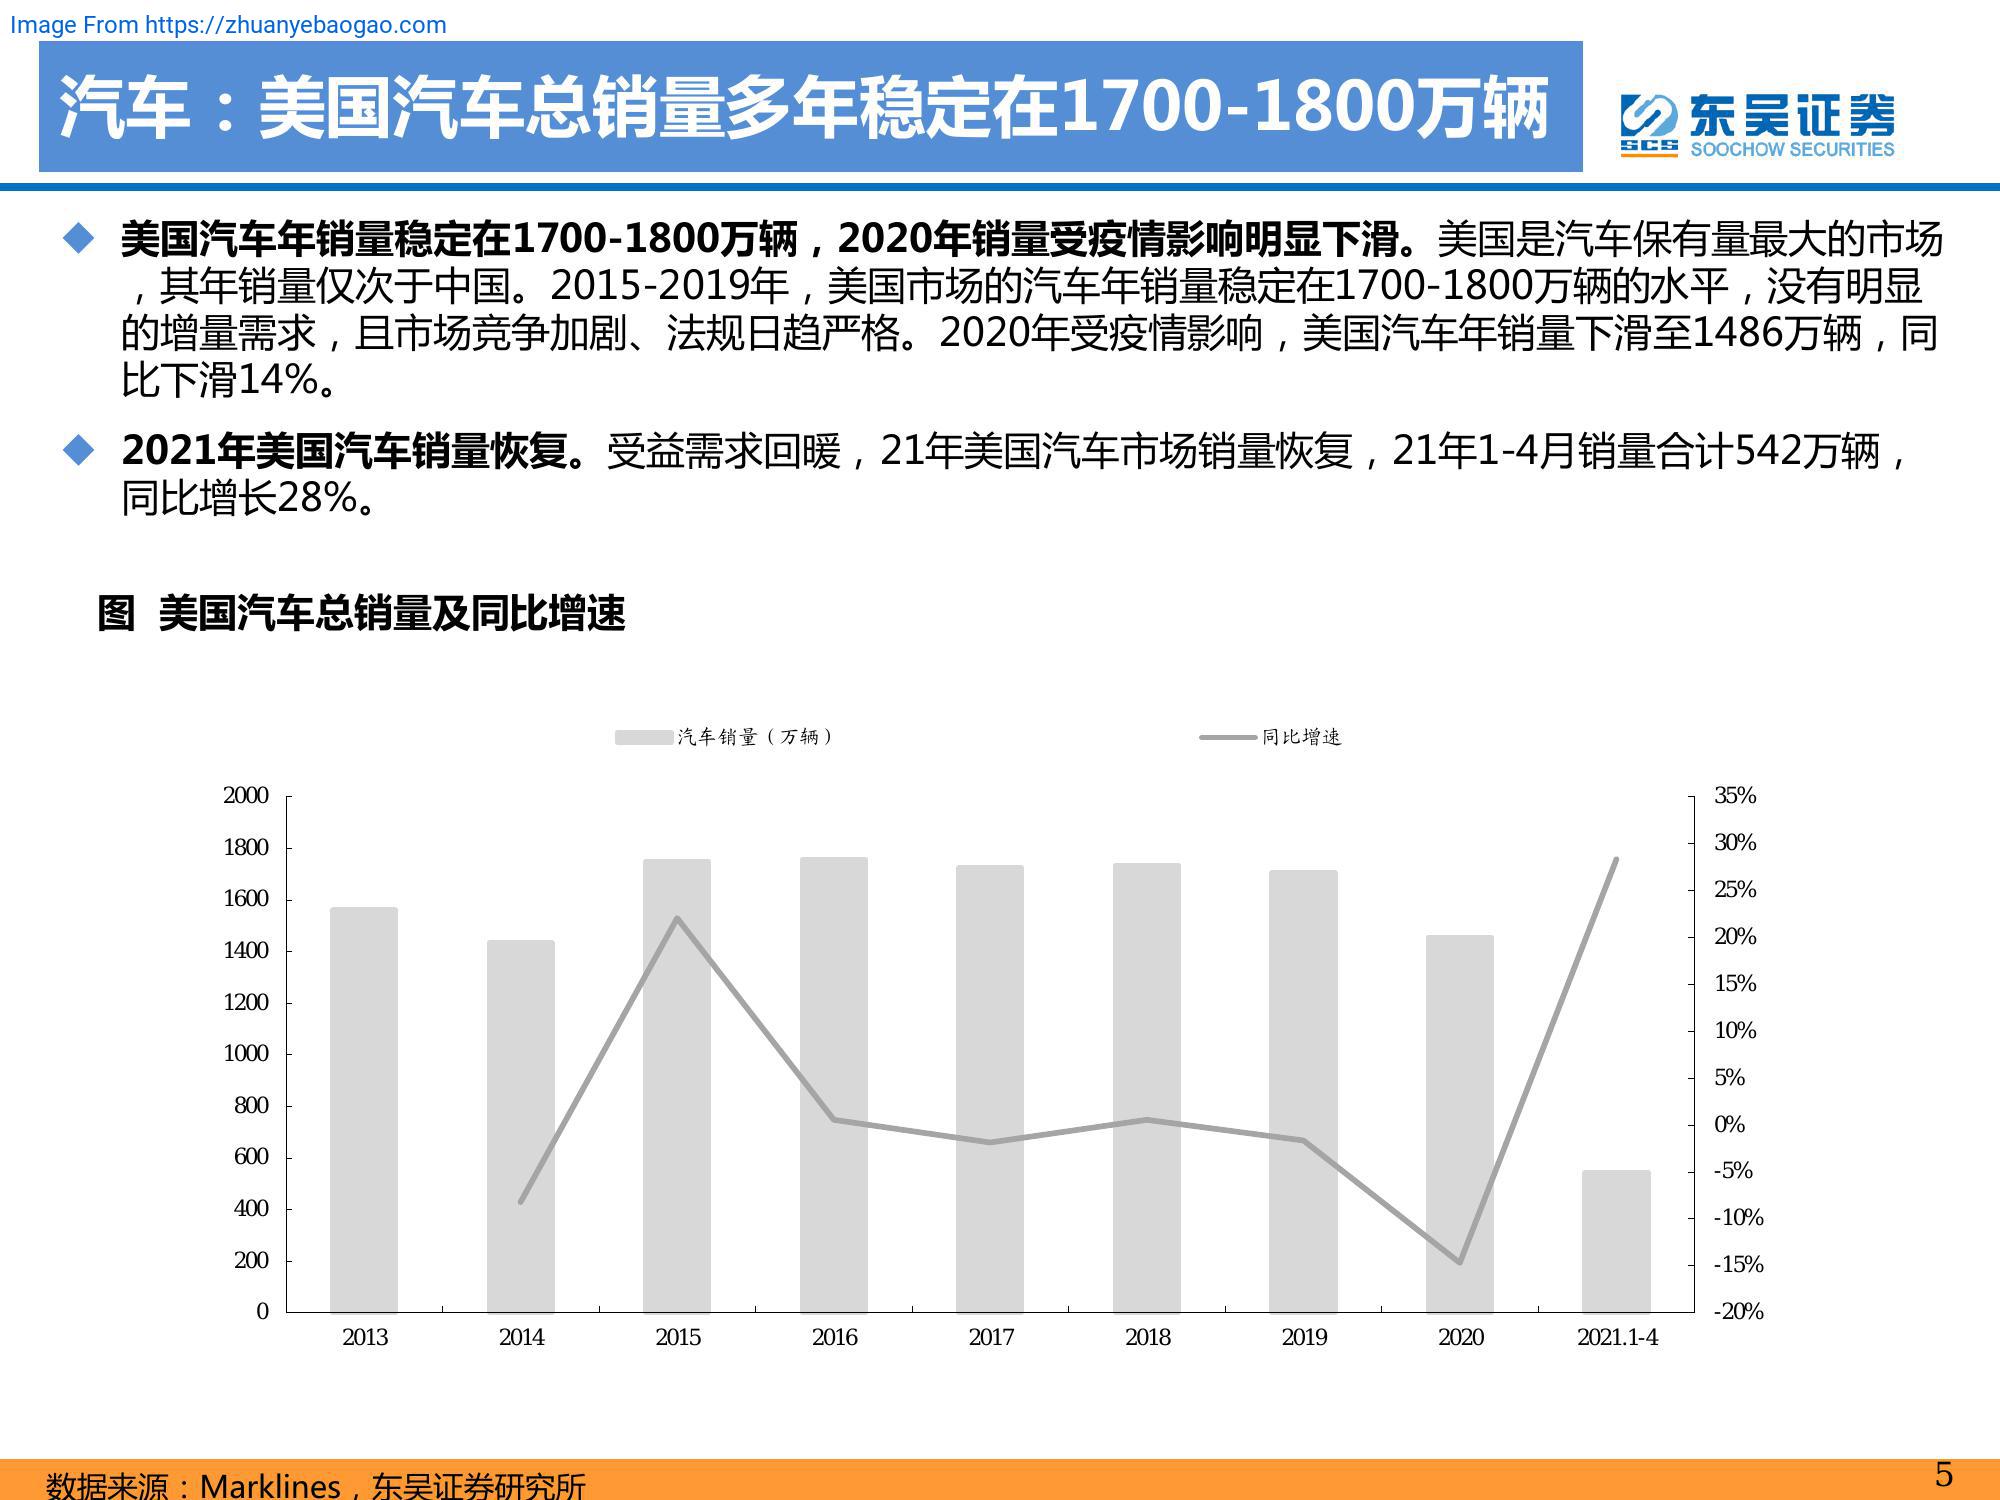 Image From https://zhuanyebaogao.com
汽车：美国汽车总销量多年稳定在1700-1800万辆
东吴证券
SCS
SOOCHOW SECURITIES
美国汽车年销量稳定在1700-1800万辆，2020年销量受疫情影响明显下滑。美国是汽车保有量最大的市场
，其年销量仅次于中国。2015-2019年，美国市场的汽车年销量稳定在1700-1800万辆的水平，没有明显
的增量需求，且市场竞争加剧、法规日趋严格。2020年受疫情影响，美国汽车年销量下滑至1486万辆，同
比下滑14%。
2021年美国汽车销量恢复。受益需求回暖，21年美国汽车市场销量恢复，21年1-4月销量合计542万辆，
同比增长28%。
图 美国汽车总销量及同比增速
汽车销量（万辆） 同比增速
2000 35%
1800 30%
1600 25%
1400 20%
1200 15%
1000 10%
800 5%
600 0%
400 -5%
200 -10%
0 -15%
-20%
2013 2014 2015 2016 2017 2018 2019 2020 2021.1-4
数据来源：Marklines，东吴证券研究所
5